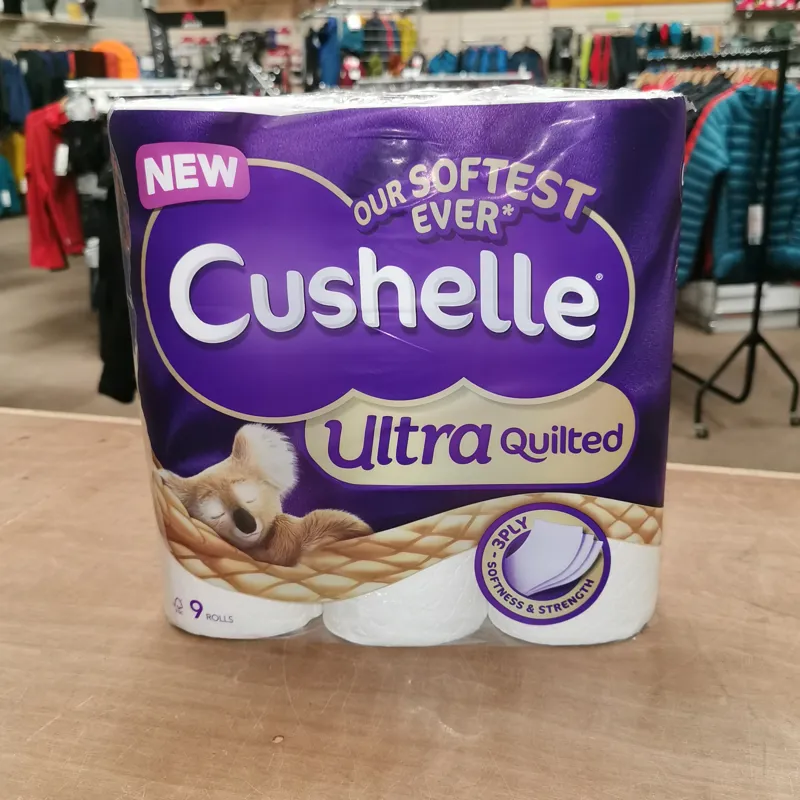 NEW
OUR SOFTEST
EVER*
Cushelle®
Ultra Quilted
3PLY
- SOFTNESS & STRENGTH
9 ROLLS